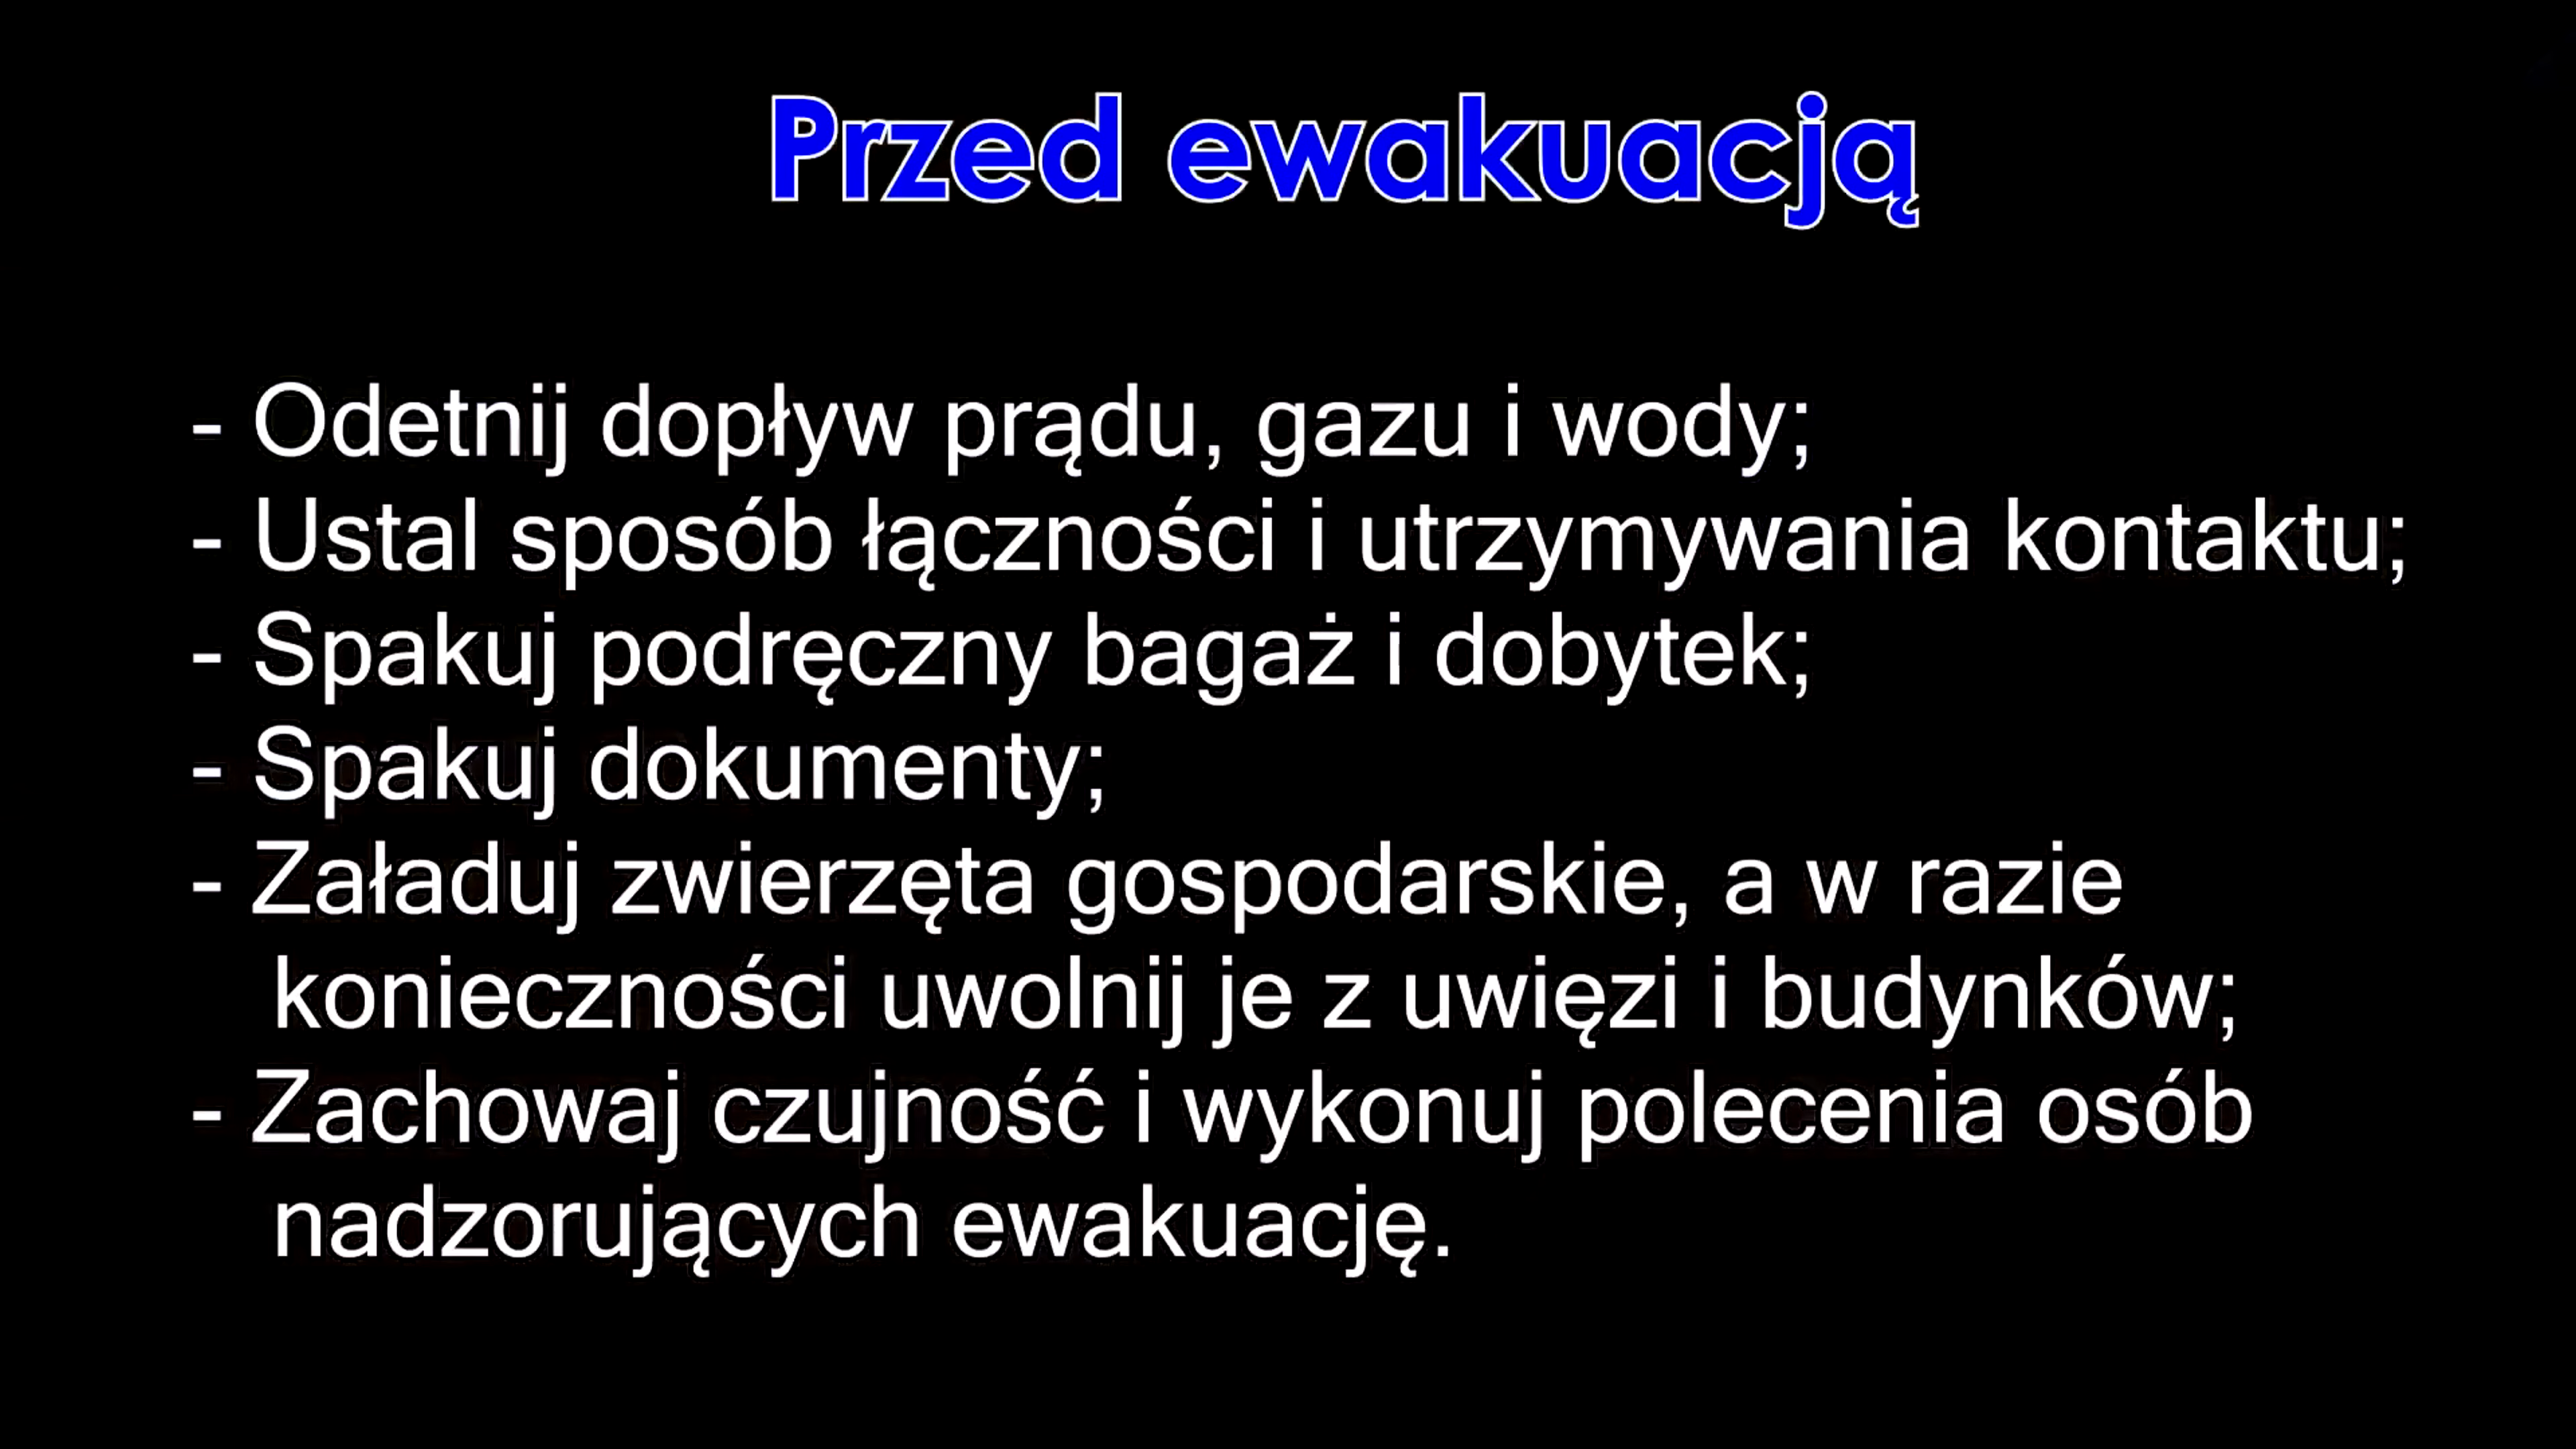 Przed ewakuacją
- Odetnij dopływ prądu, gazu i wody;
- Ustal sposób łączności i utrzymywania kontaktu;
- Spakuj podręczny bagaż i dobytek;
- Spakuj dokumenty;
- Załaduj zwierzęta gospodarskie, a w razie
konieczności uwolnij je z uwięzi i budynków;
- Zachowaj czujność i wykonuj polecenia osób
nadzorujących ewakuację.